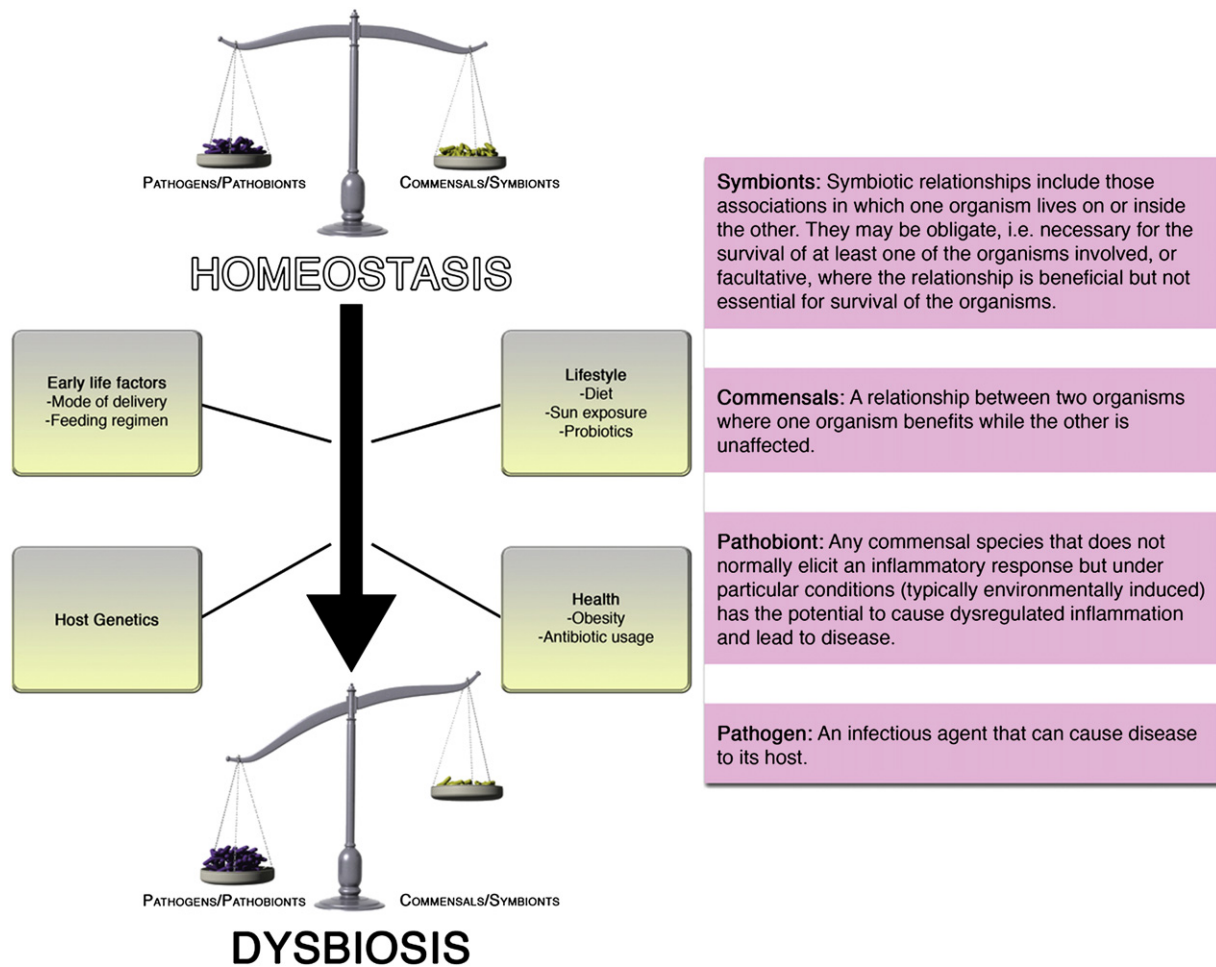 PATHOGENS/PATHOBIONTS
COMMENSALS/SYMBIONTS
HOMEOSTASIS
Early life factors
-Mode of delivery
-Feeding regimen
Lifestyle
-Diet
-Sun exposure
-Probiotics
Host Genetics
Health
-Obesity
-Antibiotic usage
PATHOGENS/PATHOBIONTS
COMMENSALS/SYMBIONTS
DYSBIOSIS
Symbionts: Symbiotic relationships include those
associations in which one organism lives on or inside
the other. They may be obligate, i.e. necessary for the
survival of at least one of the organisms involved, or
facultative, where the relationship is beneficial but not
essential for survival of the organisms.
Commensals: A relationship between two organisms
where one organism benefits while the other is
unaffected.
Pathobiont: Any commensal species that does not
normally elicit an inflammatory response but under
particular conditions (typically environmentally induced)
has the potential to cause dysregulated inflammation
and lead to disease.
Pathogen: An infectious agent that can cause disease
to its host.